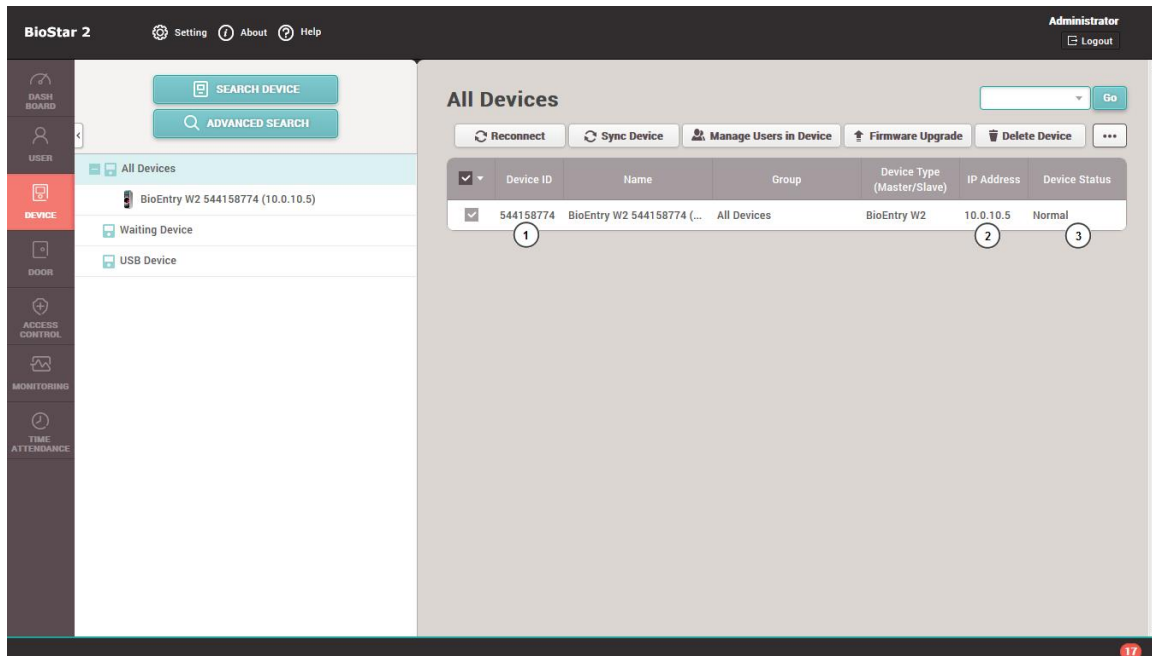 BioStar 2
Setting
About
Help
Administrator
Logout
DASH
BOARD
USER
DEVICE
DOOR
ACCESS
CONTROL
MONITORING
TIME
ATTENDANCE
SEARCH DEVICE
ADVANCED SEARCH
All Devices
BioEntry W2 544158774 (10.0.10.5)
Waiting Device
USB Device
All Devices
Go
Reconnect
Sync Device
Manage Users in Device
Firmware Upgrade
Delete Device
•••
Device ID
Name
Group
Device Type
(Master/Slave)
IP Address
Device Status
544158774
BioEntry W2 544158774 (...
All Devices
BioEntry W2
10.0.10.5
Normal
1
2
3
17